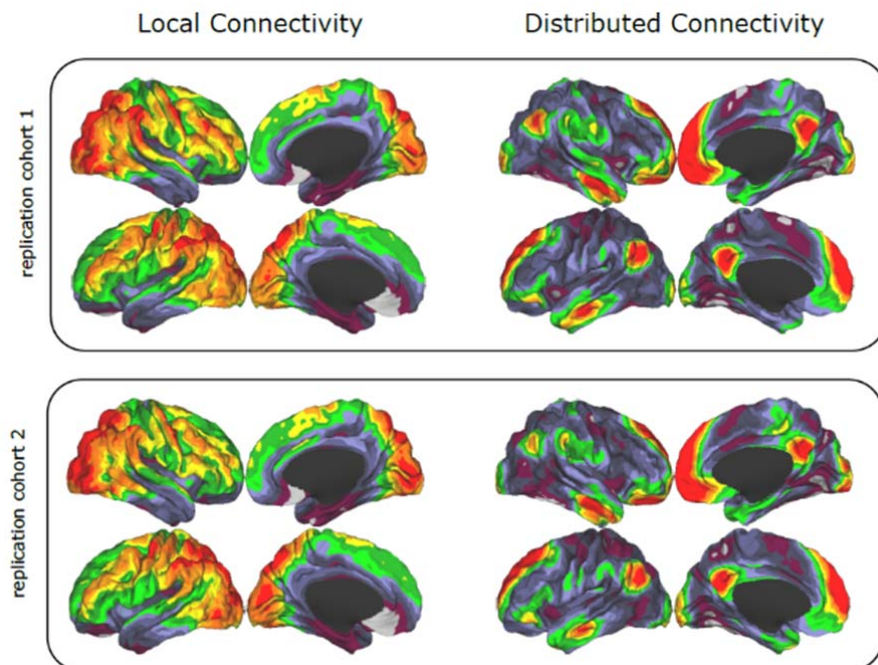 Local Connectivity
Distributed Connectivity
replication cohort 1
replication cohort 2